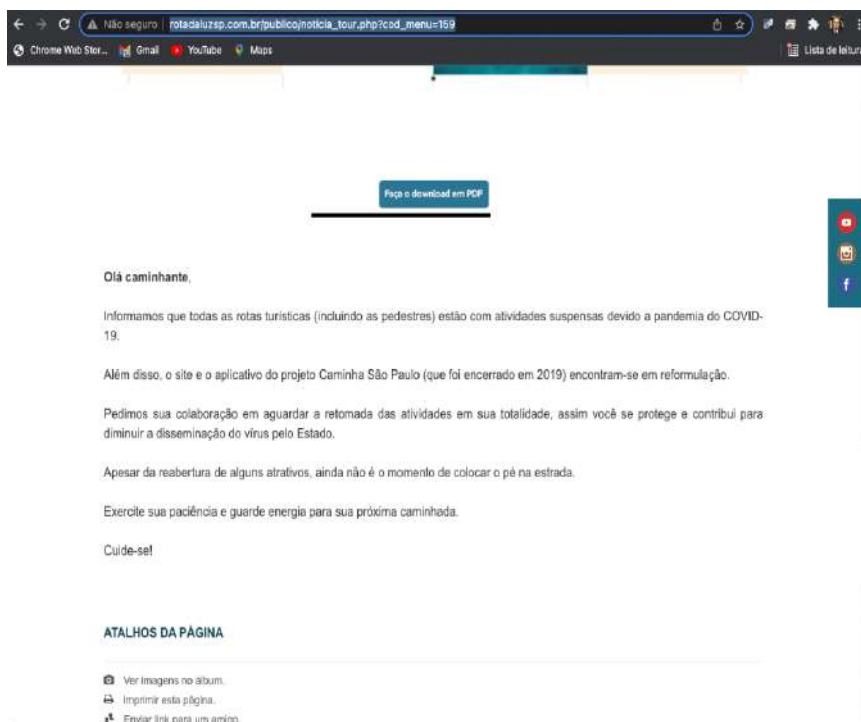 Não seguro | rotadaluzsp.com.br/publico/noticia_tour.php?cod_menu=159
Chrome Web Stor... Gmail YouTube Maps Lista de leitura
Faça o download em PDF
Olá caminhante,
Informamos que todas as rotas turísticas (incluindo as pedestres) estão com atividades suspensas devido a pandemia do COVID-
19.
Além disso, o site e o aplicativo do projeto Caminha São Paulo (que foi encerrado em 2019) encontram-se em reformulação.
Pedimos sua colaboração em aguardar a retomada das atividades em sua totalidade, assim você se protege e contribui para
diminuir a disseminação do vírus pelo Estado.
Apesar da reabertura de alguns atrativos, ainda não é o momento de colocar o pé na estrada.
Exercite sua paciência e guarde energia para sua próxima caminhada.
Cuide-se!
ATALHOS DA PÁGINA
Ver imagens no álbum.
Imprimir esta página.
Enviar link para um amigo.